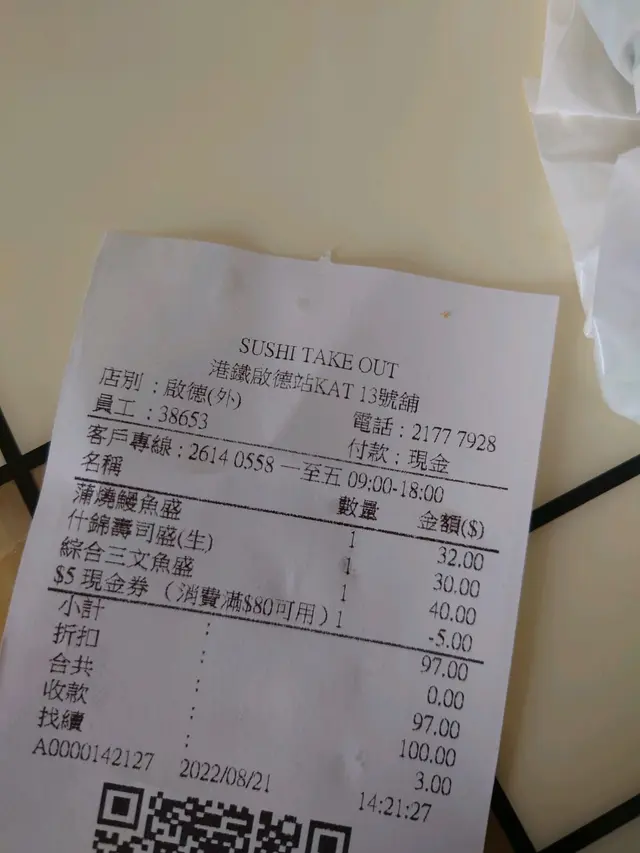 SUSHI TAKE OUT
港鐵啟德站KAT 13號舖
店別：啟德(外) 電話：2177 7928
員工：38653 付款：現金
客戶專線：2614 0558 一至五 09:00-18:00
名稱 數量 金額($)
蒲燒鰻魚盛 1 32.00
什錦壽司盛(生) 1 30.00
綜合三文魚盛 1 40.00
$5 現金券（消費滿$80可用）1 -5.00
小計 : 97.00
折扣 : 0.00
合共 : 97.00
收款 : 100.00
找續 : 3.00
A0000142127 2022/08/21 14:21:27